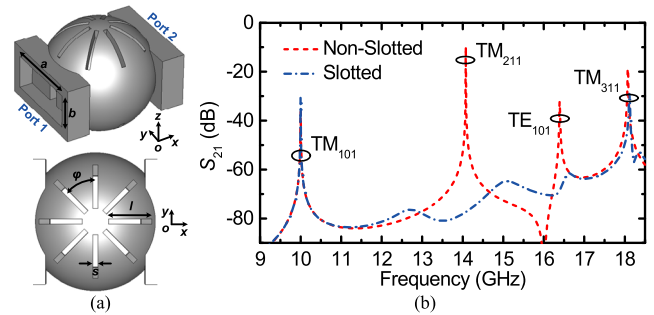 Port 1
Port 2
a
b
z
y
x
o
φ
l
s
y
o
x
(a)
S21 (dB)
0
-20
-40
-60
-80
Non-Slotted
Slotted
TM101
TM211
TE101
TM311
9 10 11 12 13 14 15 16 17 18
Frequency (GHz)
(b)